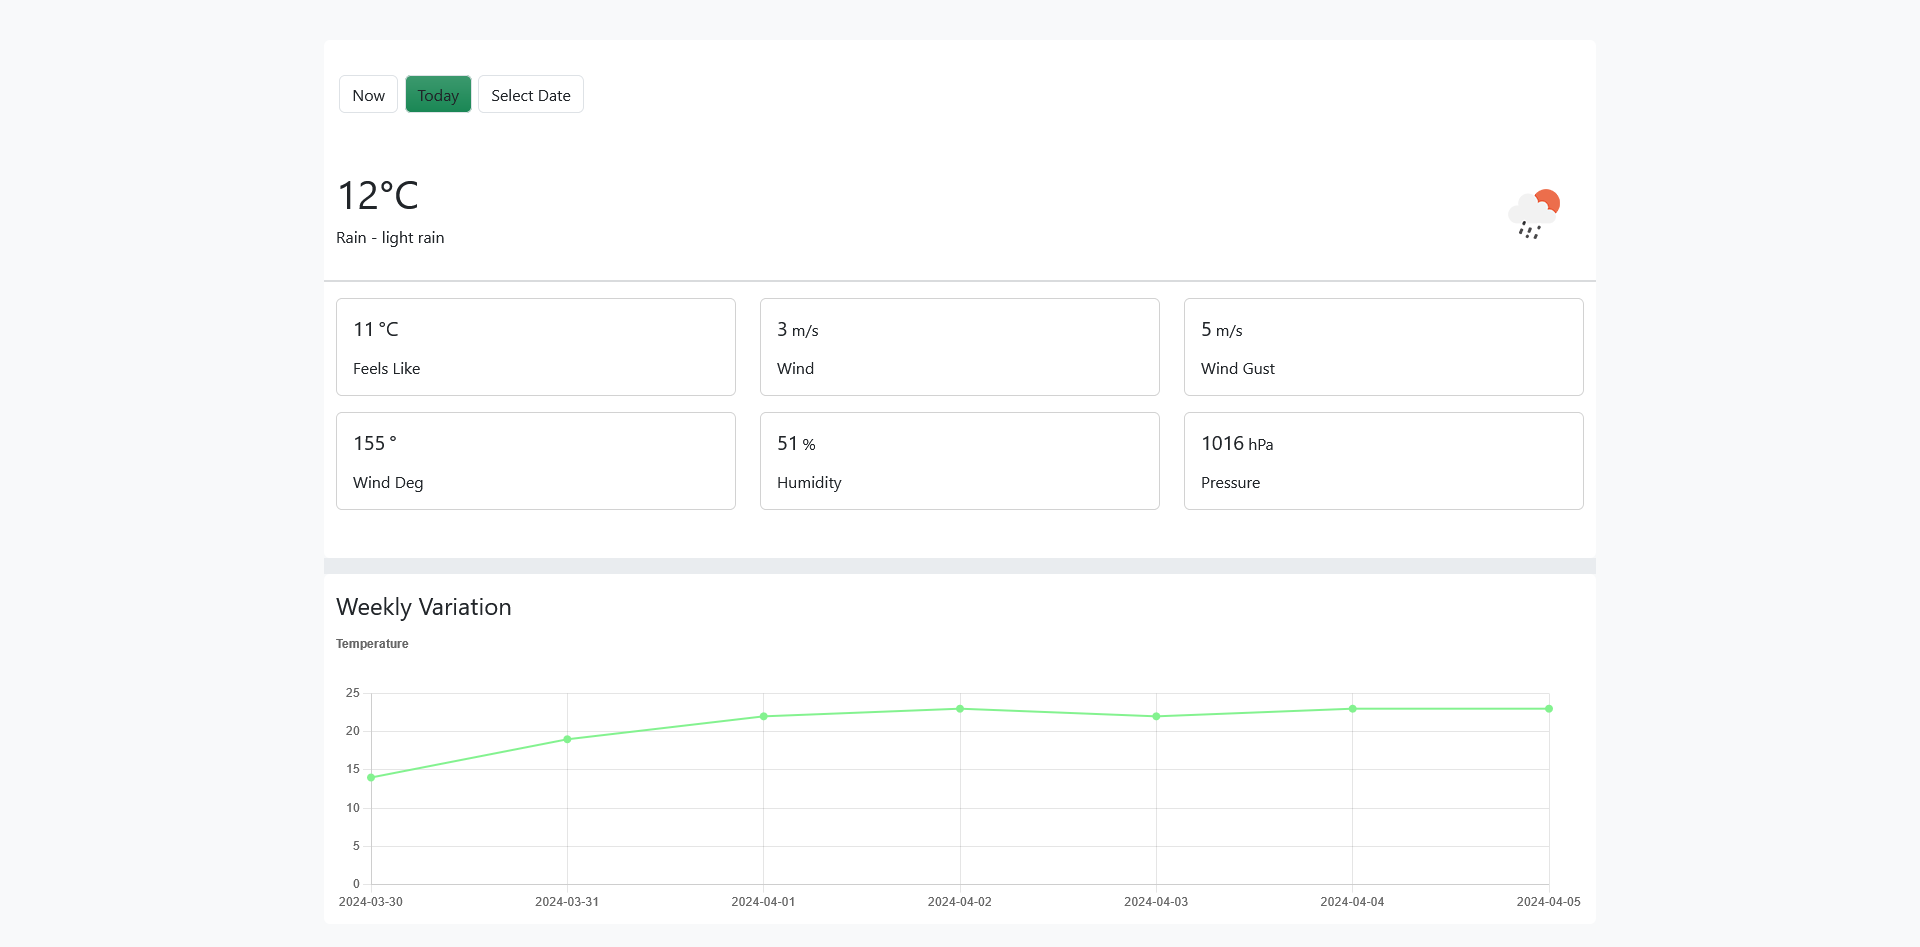 Now Today Select Date
12°C
Rain - light rain
11 °C 3 m/s 5 m/s
Feels Like Wind Wind Gust
155 ° 51 % 1016 hPa
Wind Deg Humidity Pressure
Weekly Variation
Temperature
25
20
15
10
5
0
2024-03-30 2024-03-31 2024-04-01 2024-04-02 2024-04-03 2024-04-04 2024-04-05